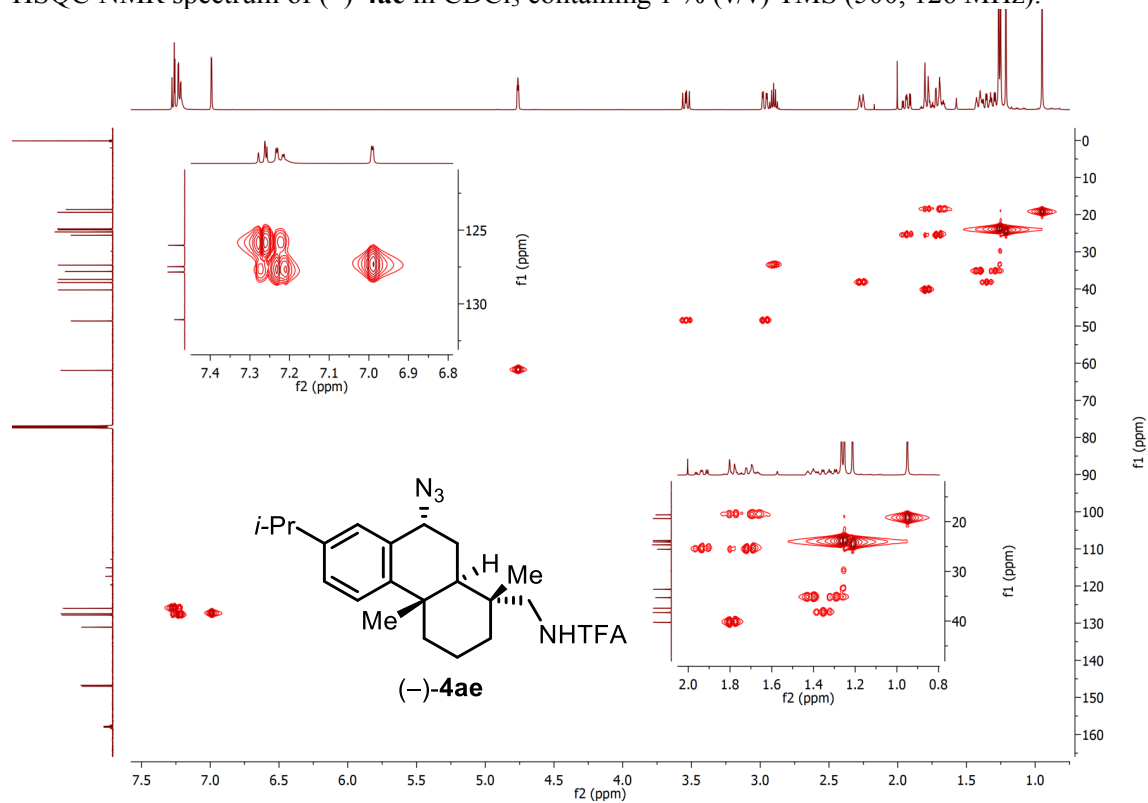 HSQC NMR spectrum of (−)-4ae in CDCl₃ containing 1 % (v/v) TMS (500, 126 MHz).
0
10
20
30
40
50
60
70
80
90
100
110
120
130
140
150
160
f1 (ppm)
125
130
f1 (ppm)
7.4 7.3 7.2 7.1 7.0 6.9 6.8
f2 (ppm)
20
30
40
f1 (ppm)
2.0 1.8 1.6 1.4 1.2 1.0 0.8
f2 (ppm)
N₃
i-Pr
H
Me
Me
NHTFA
(−)-4ae
7.5 7.0 6.5 6.0 5.5 5.0 4.5 4.0 3.5 3.0 2.5 2.0 1.5 1.0
f2 (ppm)